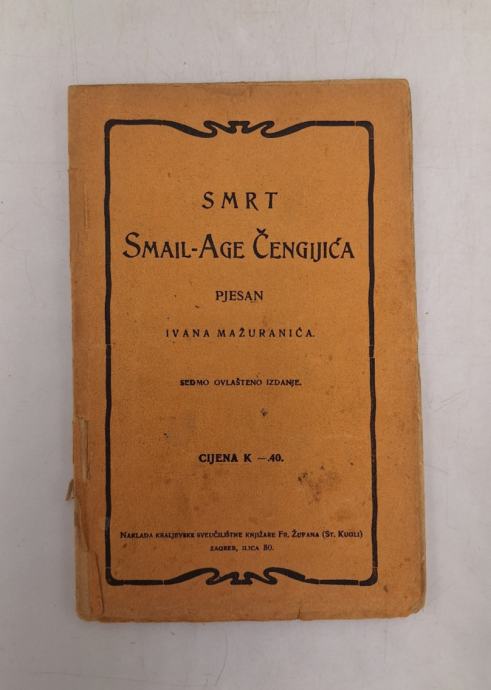 SMRT
SMAIL-AGE ČENGIJIĆA
PJESAN
IVANA MAŽURANIĆA.
SEDMO OVLAŠTENO IZDANJE.
CIJENA K —.40.
NAKLADA KRALJEVSKE SVEUČILIŠTNE KNJIŽARE FR. ŽUPANA (ST. KUGLI)
ZAGREB, ILICA 30.